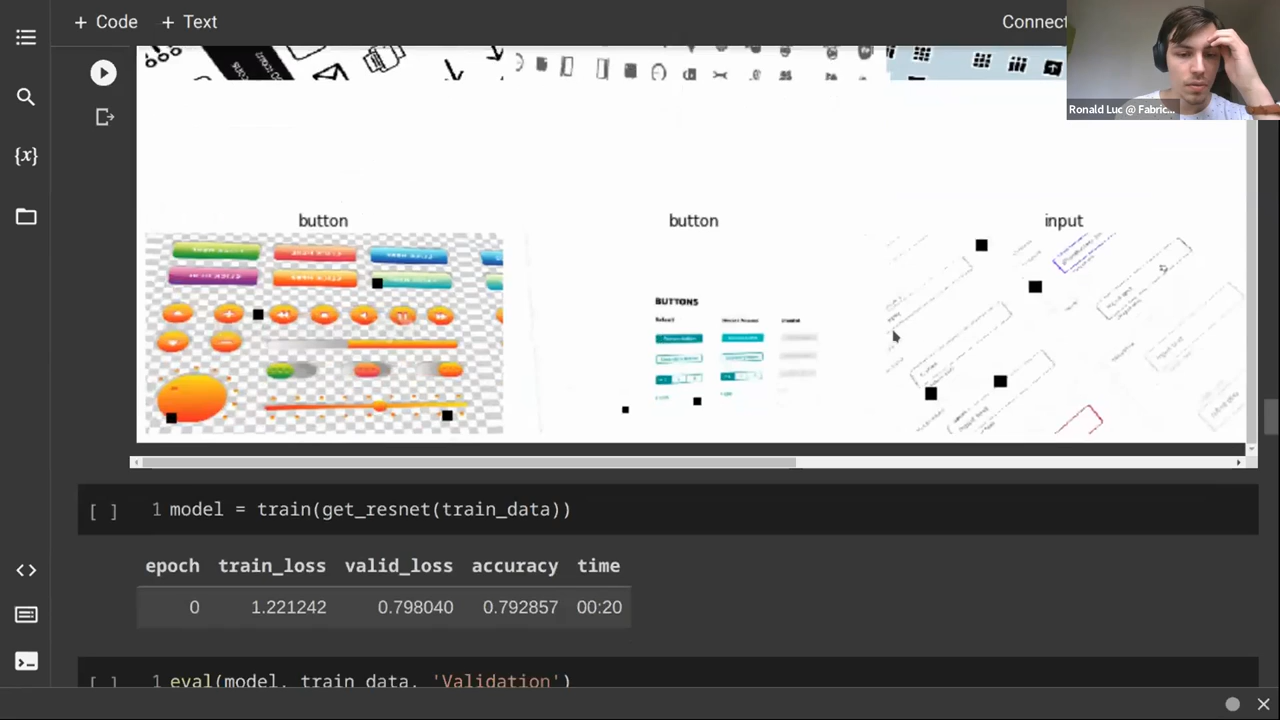 + Code + Text
Connect
Ronald Luc @ Fabric...
{x}
button
button
input
BUTTONS
[ ] 1 model = train(get_resnet(train_data))
epoch train_loss valid_loss accuracy time
0 1.221242 0.798040 0.792857 00:20
[ ] 1 eval(model, train_data, 'Validation')